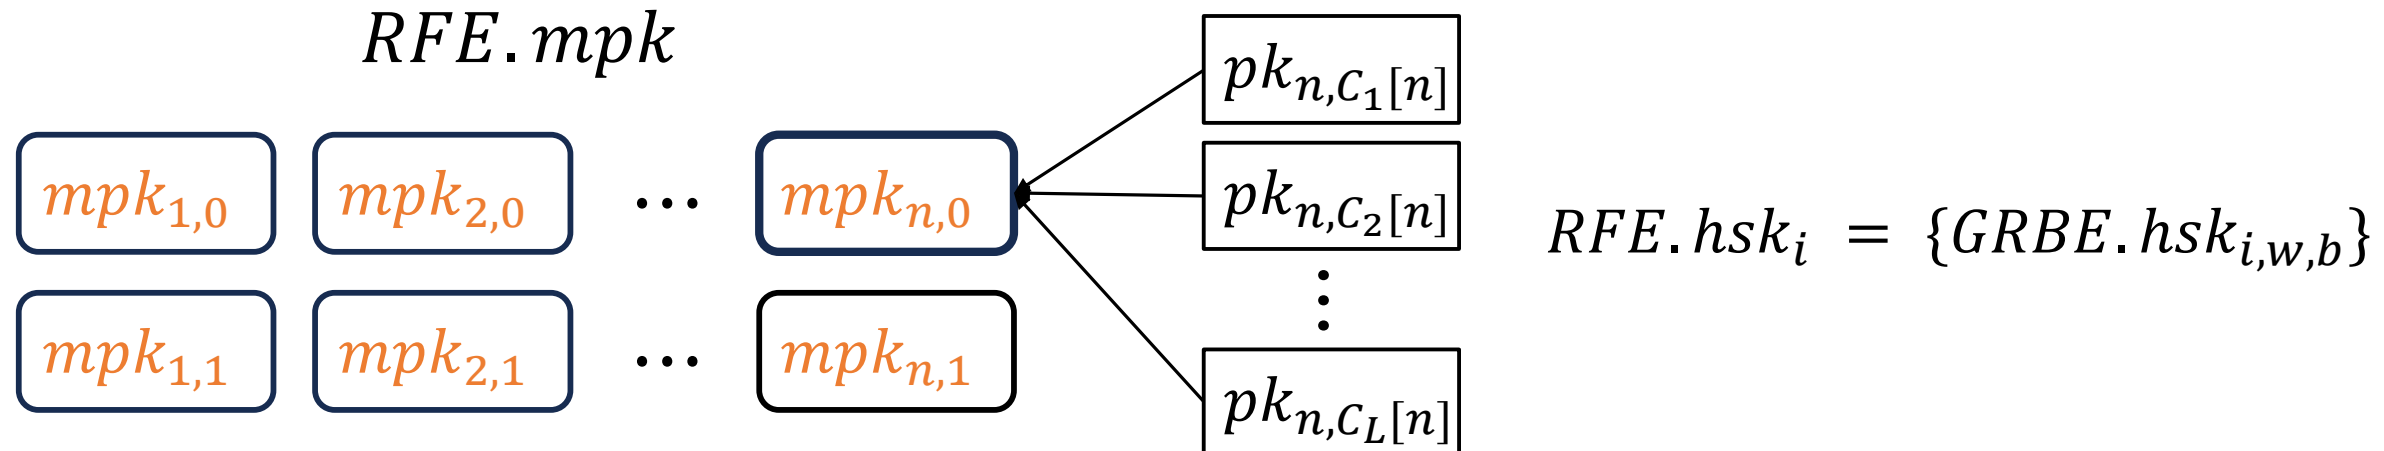 RFE.mpk
mpk_{1,0} mpk_{2,0} ... mpk_{n,0}
mpk_{1,1} mpk_{2,1} ... mpk_{n,1}
pk_{n,C_1[n]}
pk_{n,C_2[n]}
⋮
pk_{n,C_L[n]}
RFE.hsk_i = {GRBE.hsk_{i,w,b}}